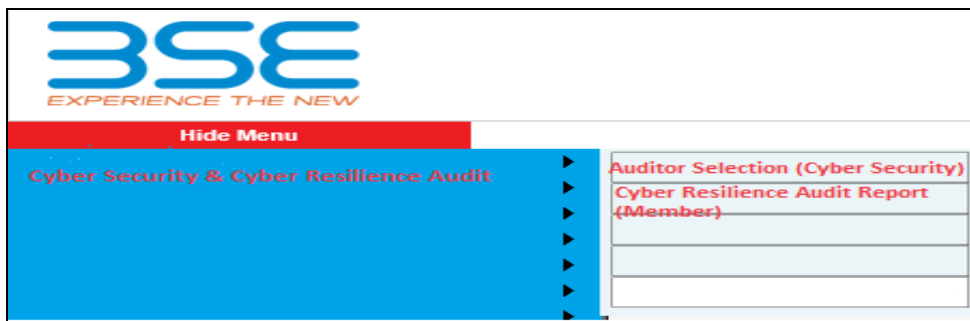 BSE
EXPERIENCE THE NEW
Hide Menu
Cyber Security & Cyber Resilience Audit
Auditor Selection (Cyber Security)
Cyber Resilience Audit Report
(Member)